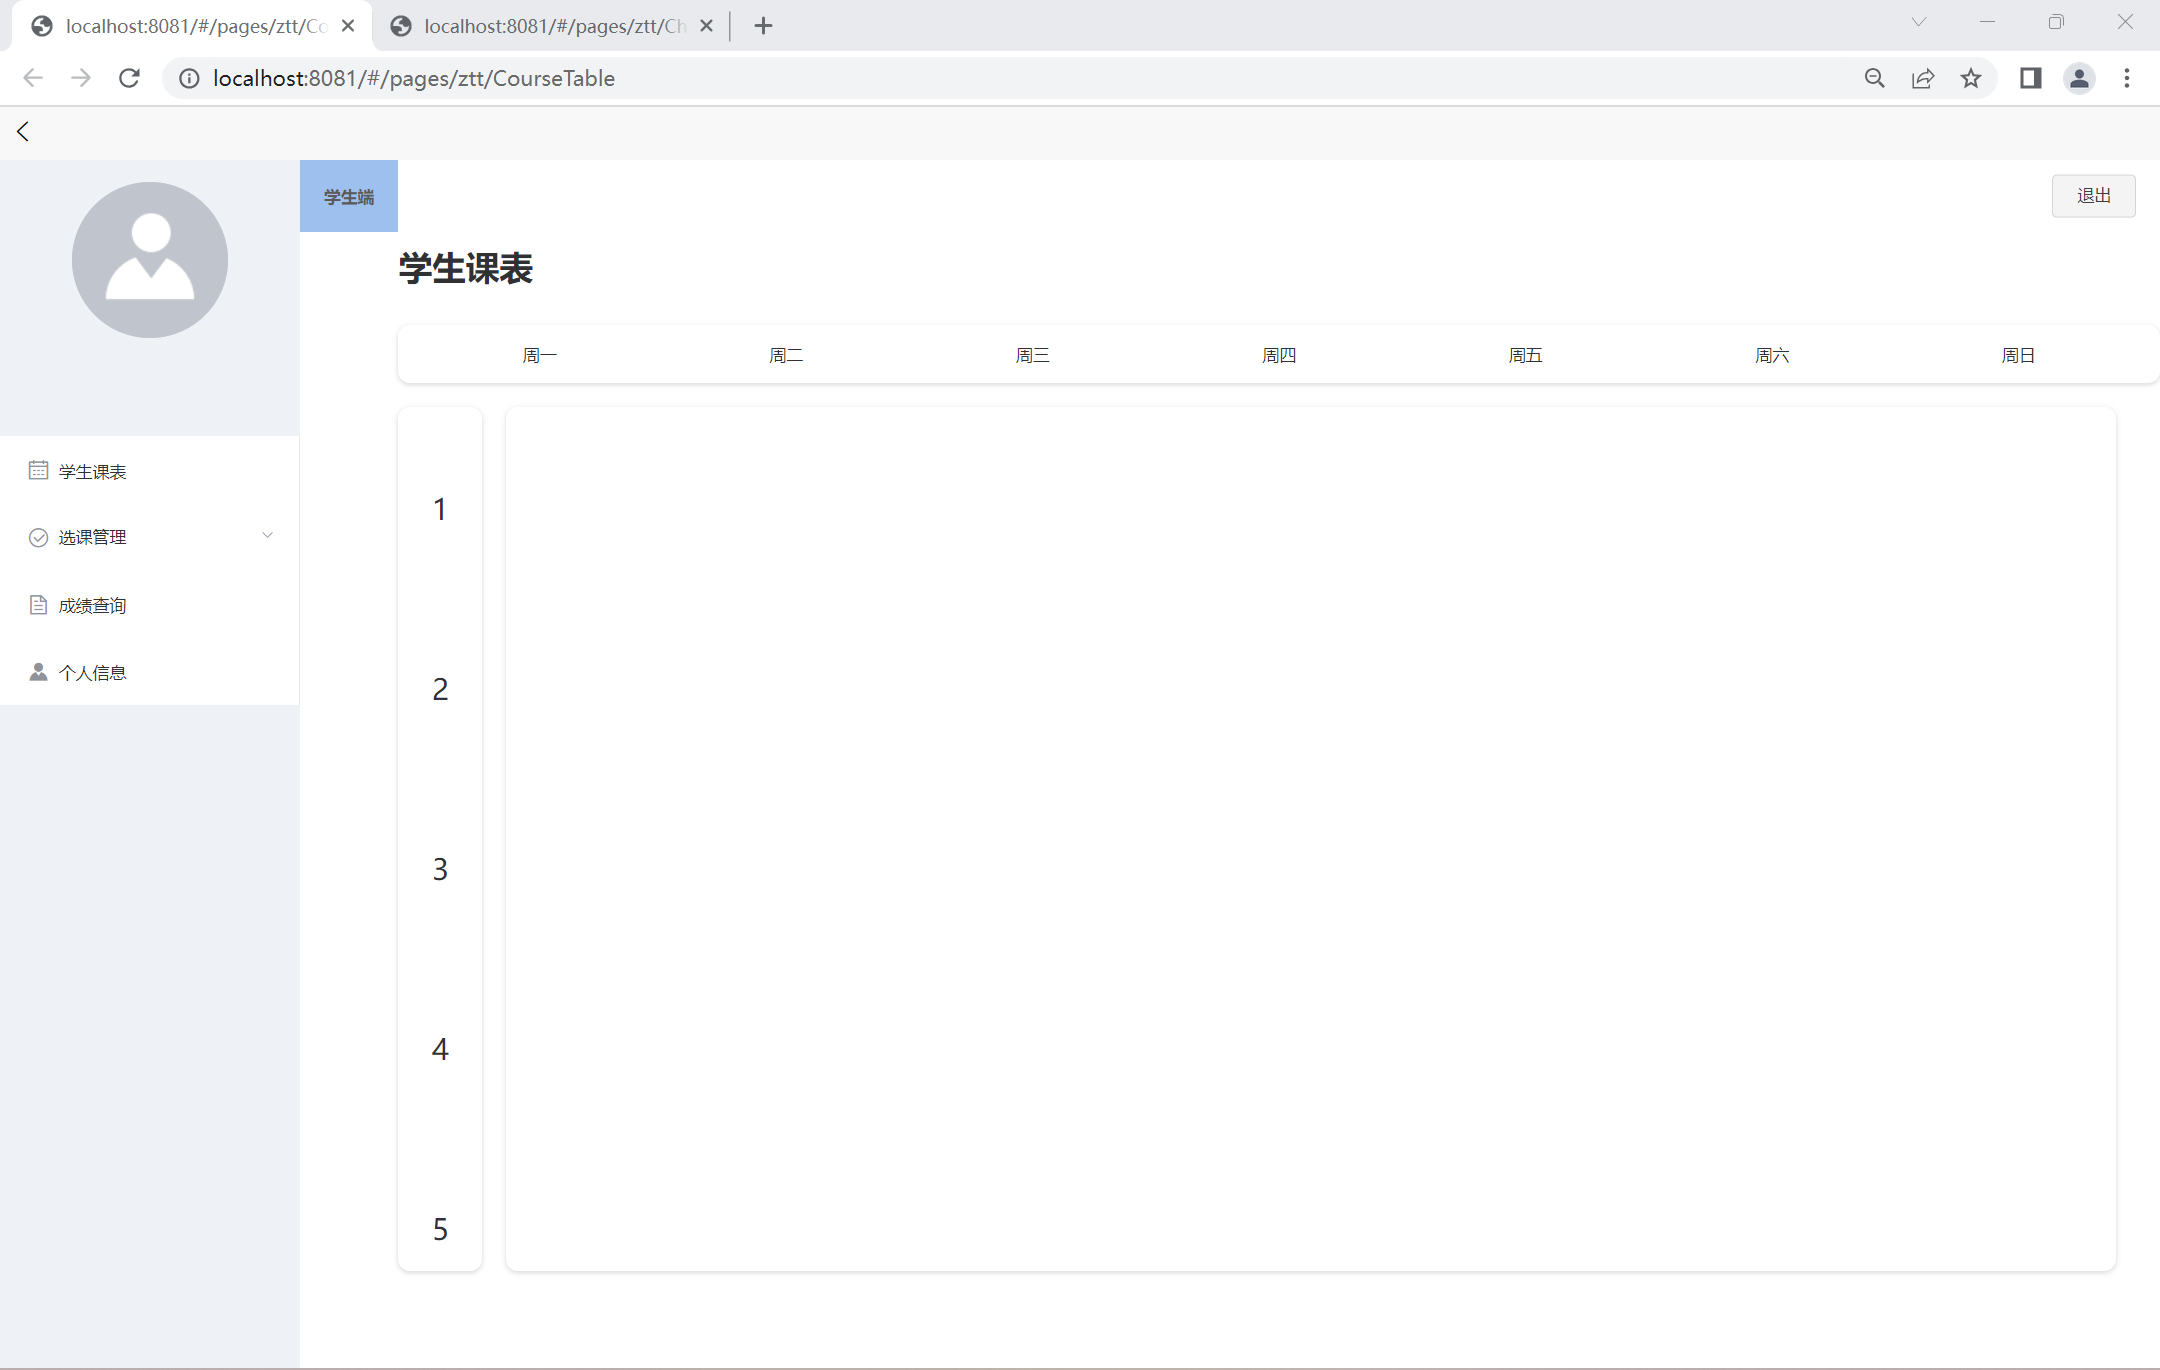 localhost:8081/#/pages/ztt/Co
localhost:8081/#/pages/ztt/Ch
localhost:8081/#/pages/ztt/CourseTable
学生端
退出
学生课表
周一 周二 周三 周四 周五 周六 周日
学生课表
选课管理
成绩查询
个人信息
1
2
3
4
5